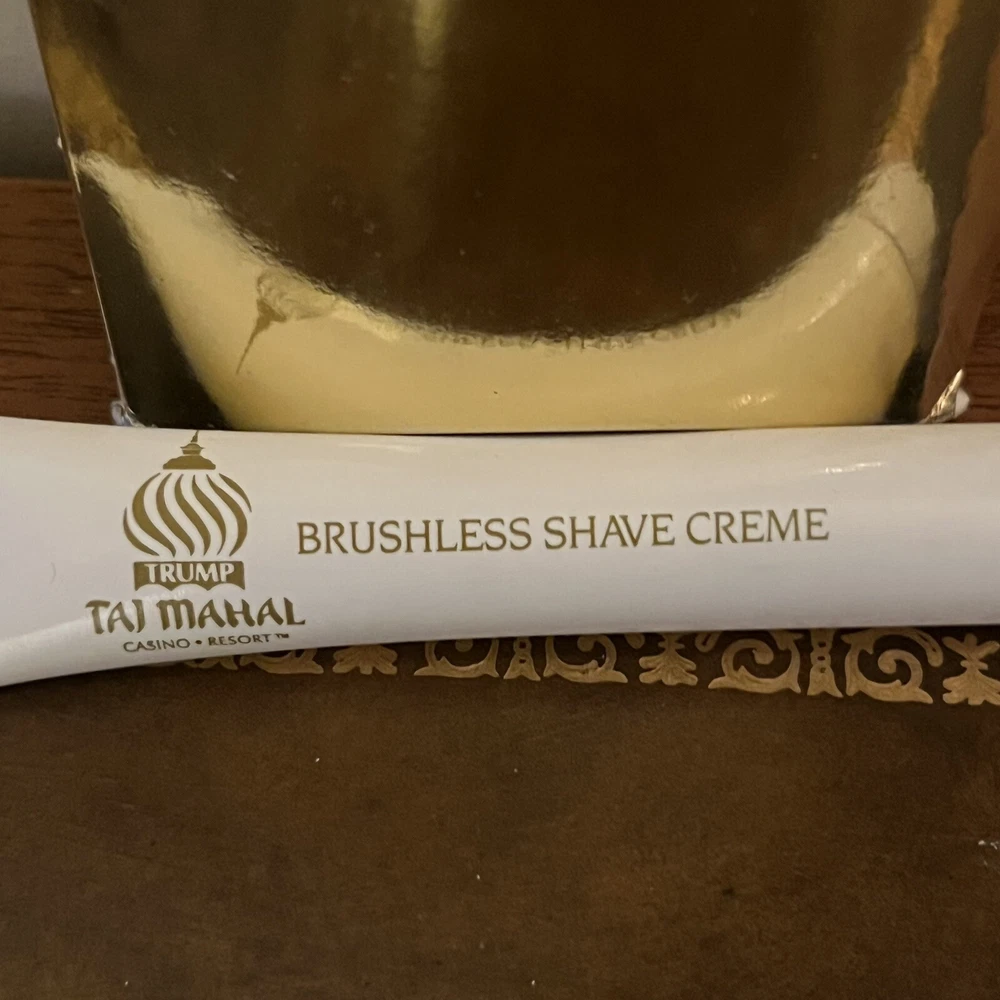 TRUMP
TAJ MAHAL
CASINO • RESORT™
BRUSHLESS SHAVE CREME